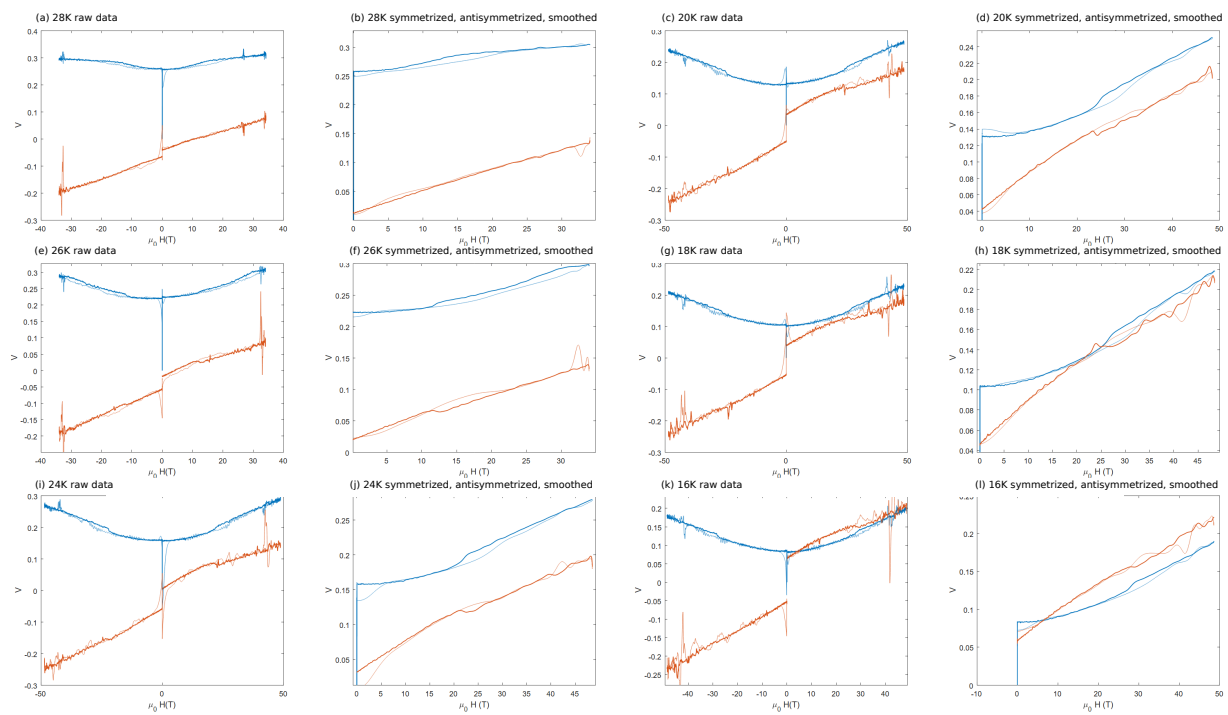 (a) 28K raw data
0.4
0.3
0.2
0.1
0
-0.1
-0.2
-0.3
V
-40 -30 -20 -10 0 10 20 30 40
μ0 H(T)
(b) 28K symmetrized, antisymmetrized, smoothed
0.3
0.25
0.2
0.15
0.1
0.05
V
0 5 10 15 20 25 30
μ0 H (T)
(c) 20K raw data
0.3
0.2
0.1
0
-0.1
-0.2
-0.3
V
-50 0 50
μ0 H(T)
(d) 20K symmetrized, antisymmetrized, smoothed
0.24
0.22
0.2
0.18
0.16
0.14
0.12
0.1
0.08
0.06
0.04
V
0 10 20 30 40 50
μ0 H (T)
(e) 26K raw data
0.3
0.25
0.2
0.15
0.1
0.05
0
-0.05
-0.1
-0.15
-0.2
V
-40 -30 -20 -10 0 10 20 30 40
μ0 H(T)
(f) 26K symmetrized, antisymmetrized, smoothed
0.3
0.25
0.2
0.15
0.1
0.05
0
V
0 5 10 15 20 25 30
μ0 H (T)
(g) 18K raw data
0.3
0.2
0.1
0
-0.1
-0.2
-0.3
V
-50 0 50
μ0 H(T)
(h) 18K symmetrized, antisymmetrized, smoothed
0.22
0.2
0.18
0.16
0.14
0.12
0.1
0.08
0.06
0.04
V
0 5 10 15 20 25 30 35 40 45
μ0 H (T)
(i) 24K raw data
0.3
0.2
0.1
0
-0.1
-0.2
-0.3
V
-50 0 50
μ0 H(T)
(j) 24K symmetrized, antisymmetrized, smoothed
0.25
0.2
0.15
0.1
0.05
V
0 5 10 15 20 25 30 35 40 45
μ0 H (T)
(k) 16K raw data
0.2
0.15
0.1
0.05
0
-0.05
-0.1
-0.15
-0.2
-0.25
V
-40 -30 -20 -10 0 10 20 30 40
μ0 H(T)
(l) 16K symmetrized, antisymmetrized, smoothed
0.2
0.15
0.1
0.05
0
V
-10 0 10 20 30 40 50
μ0 H (T)